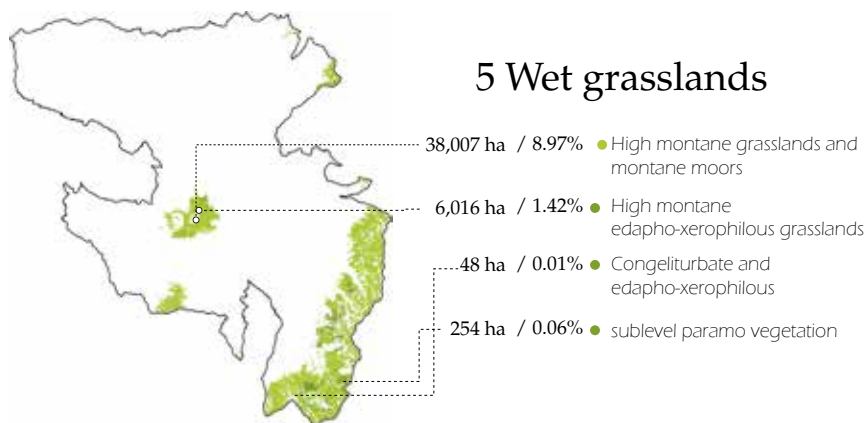 5 Wet grasslands
38,007 ha / 8.97% High montane grasslands and
montane moors
6,016 ha / 1.42% High montane
edapho-xerophilous grasslands
48 ha / 0.01% Congeliturbate and
edapho-xerophilous
254 ha / 0.06% sublevel paramo vegetation